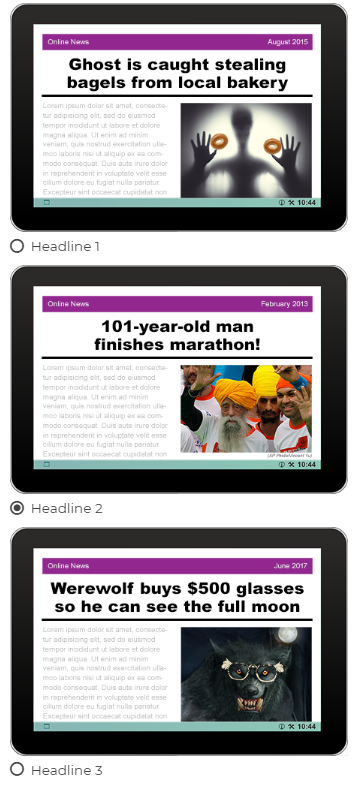 Online News August 2015
Ghost is caught stealing
bagels from local bakery
Lorem ipsum dolor sit amet, consecte-
tur adipisicing elit, sed do eiusmod
tempor incididunt ut labore et dolore
magna aliqua. Ut enim ad minim
veniam, quis nostrud exercitation ulla-
mco laboris nisi ut aliquip ex ea com-
modo consequat. Duis aute irure dolor
in reprehenderit in voluptate velit esse
cillum dolore eu fugiat nulla pariatur.
Excepteur sint occaecat cupidatat non
10:44
Headline 1
Online News February 2013
101-year-old man
finishes marathon!
Lorem ipsum dolor sit amet, consecte-
tur adipisicing elit, sed do eiusmod
tempor incididunt ut labore et dolore
magna aliqua. Ut enim ad minim
veniam, quis nostrud exercitation ulla-
mco laboris nisi ut aliquip ex ea com-
modo consequat. Duis aute irure dolor
in reprehenderit in voluptate velit esse
cillum dolore eu fugiat nulla pariatur.
Excepteur sint occaecat cupidatat non
(AP Photo/Vincent Yu)
10:44
Headline 2
Online News June 2017
Werewolf buys $500 glasses
so he can see the full moon
Lorem ipsum dolor sit amet, consecte-
tur adipisicing elit, sed do eiusmod
tempor incididunt ut labore et dolore
magna aliqua. Ut enim ad minim
veniam, quis nostrud exercitation ulla-
mco laboris nisi ut aliquip ex ea com-
modo consequat. Duis aute irure dolor
in reprehenderit in voluptate velit esse
cillum dolore eu fugiat nulla pariatur.
Excepteur sint occaecat cupidatat non
10:44
Headline 3